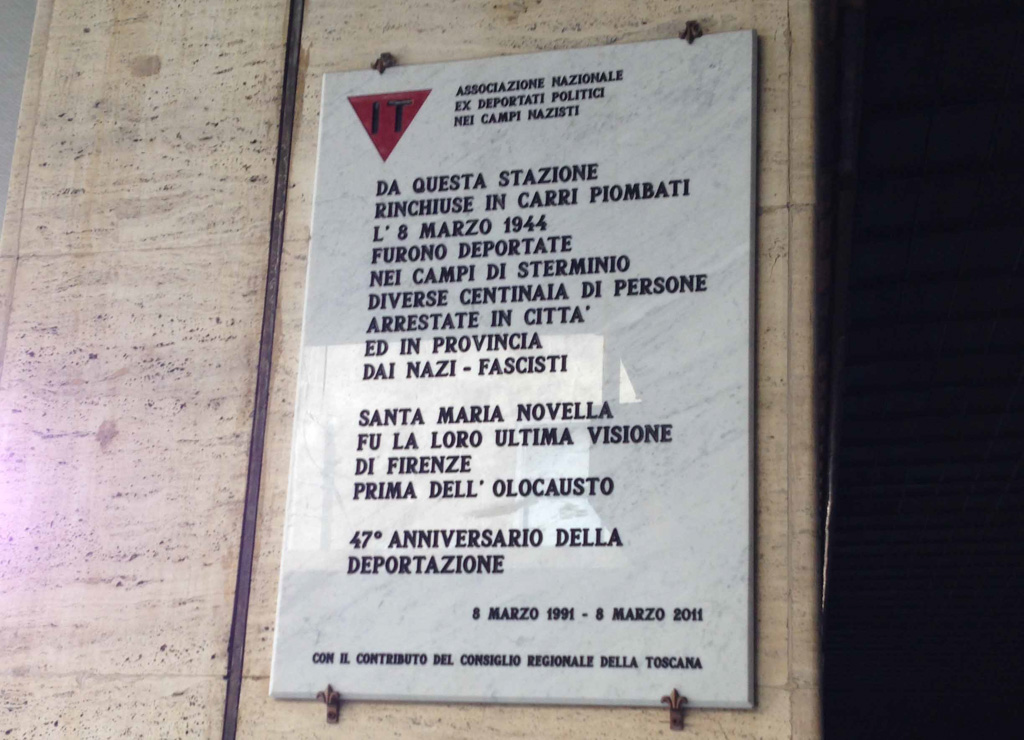 IT
ASSOCIAZIONE NAZIONALE
EX DEPORTATI POLITICI
NEI CAMPI NAZISTI
DA QUESTA STAZIONE
RINCHIUSE IN CARRI PIOMBATI
L' 8 MARZO 1944
FURONO DEPORTATE
NEI CAMPI DI STERMINIO
DIVERSE CENTINAIA DI PERSONE
ARRESTATE IN CITTA'
ED IN PROVINCIA
DAI NAZI - FASCISTI
SANTA MARIA NOVELLA
FU LA LORO ULTIMA VISIONE
DI FIRENZE
PRIMA DELL' OLOCAUSTO
47° ANNIVERSARIO DELLA
DEPORTAZIONE
8 MARZO 1991 - 8 MARZO 2011
CON IL CONTRIBUTO DEL CONSIGLIO REGIONALE DELLA TOSCANA